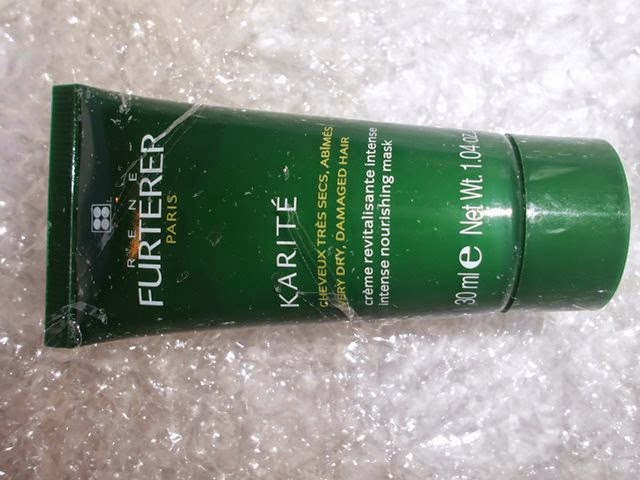 RENE
FURTERER
PARIS
KARITÉ
CHEVEUX TRÈS SECS, ABÎMÉS
VERY DRY, DAMAGED HAIR
crème revitalisante intense
intense nourishing mask
30 ml e Net Wt. 1.04 oz.